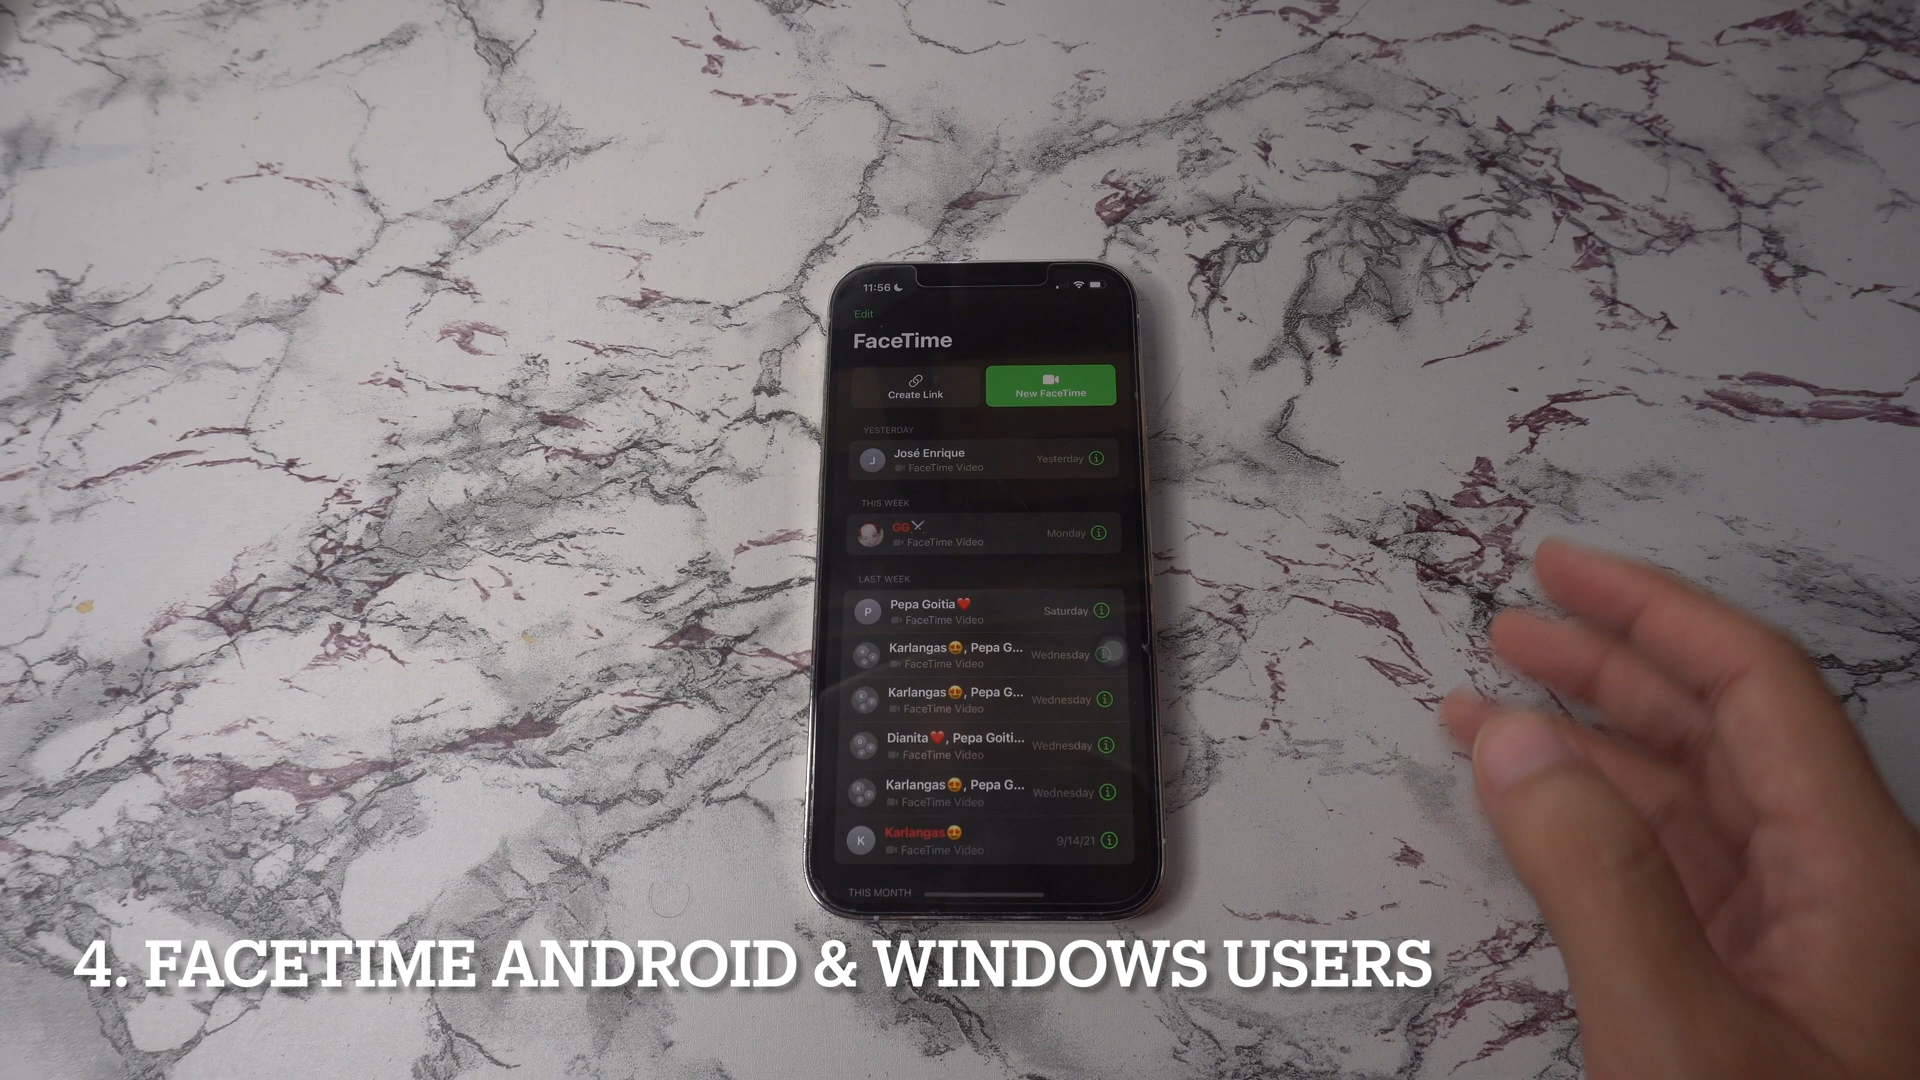 11:56
Edit
FaceTime
Create Link
New FaceTime
YESTERDAY
J
José Enrique
FaceTime Video
Yesterday
THIS WEEK
GG⚔
FaceTime Video
Monday
LAST WEEK
P
Pepa Goitia❤️
FaceTime Video
Saturday
Karlangas😍, Pepa G...
FaceTime Video
Wednesday
Karlangas😍, Pepa G...
FaceTime Video
Wednesday
Dianita❤️, Pepa Goiti...
FaceTime Video
Wednesday
Karlangas😍, Pepa G...
FaceTime Video
Wednesday
K
Karlangas😍
FaceTime Video
9/14/21
THIS MONTH
4. FACETIME ANDROID & WINDOWS USERS